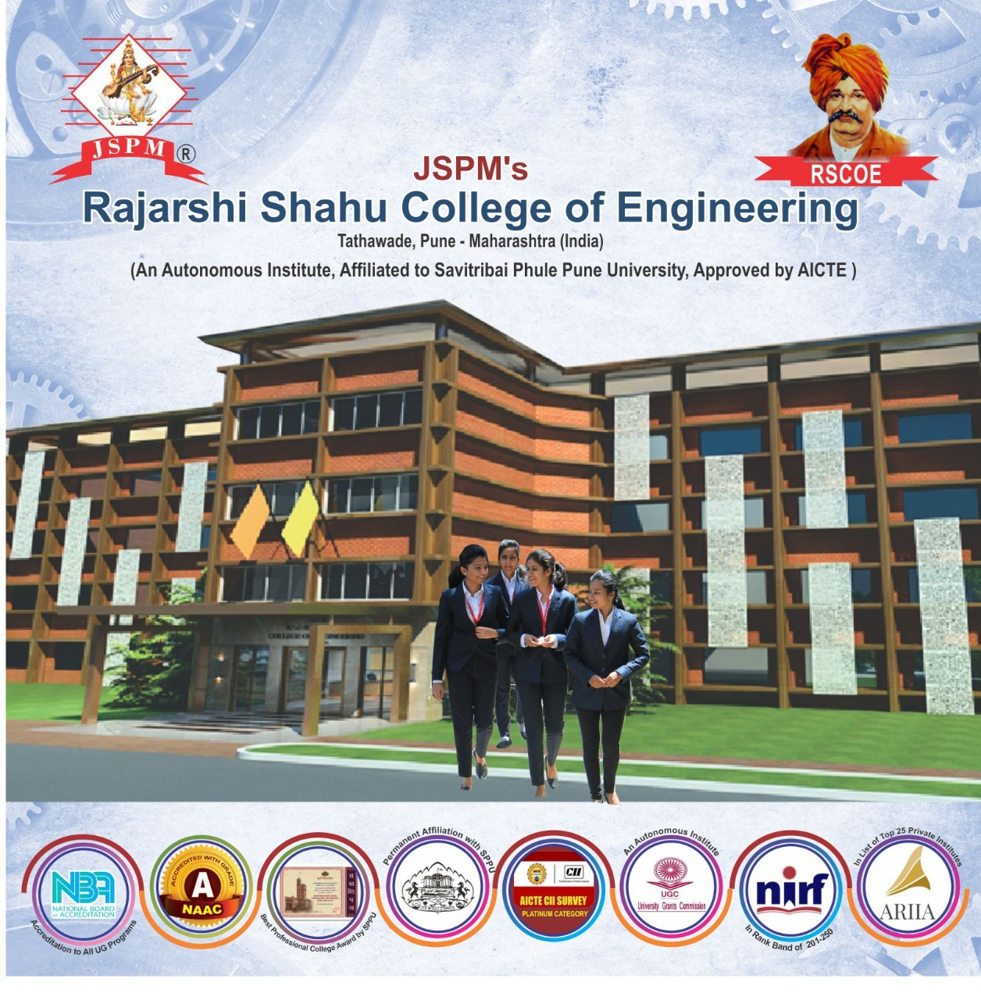 JSPM ®
RSCOE
JSPM's
Rajarshi Shahu College of Engineering
Tathawade, Pune - Maharashtra (India)
(An Autonomous Institute, Affiliated to Savitribai Phule Pune University, Approved by AICTE )
NBA
NATIONAL BOARD
of ACCREDITATION
Accreditation to All UG Programs
ACCREDITED WITH GRADE
A
NAAC
Best Professional College Award by SPPU
Permanent Affiliation with SPPU
CII
AICTE CII SURVEY
PLATINUM CATEGORY
An Autonomous Institute
UGC
University Grants Commission
nirf
In Rank Band of 201-250
In List of Top 25 Private Institutes
ARIIA